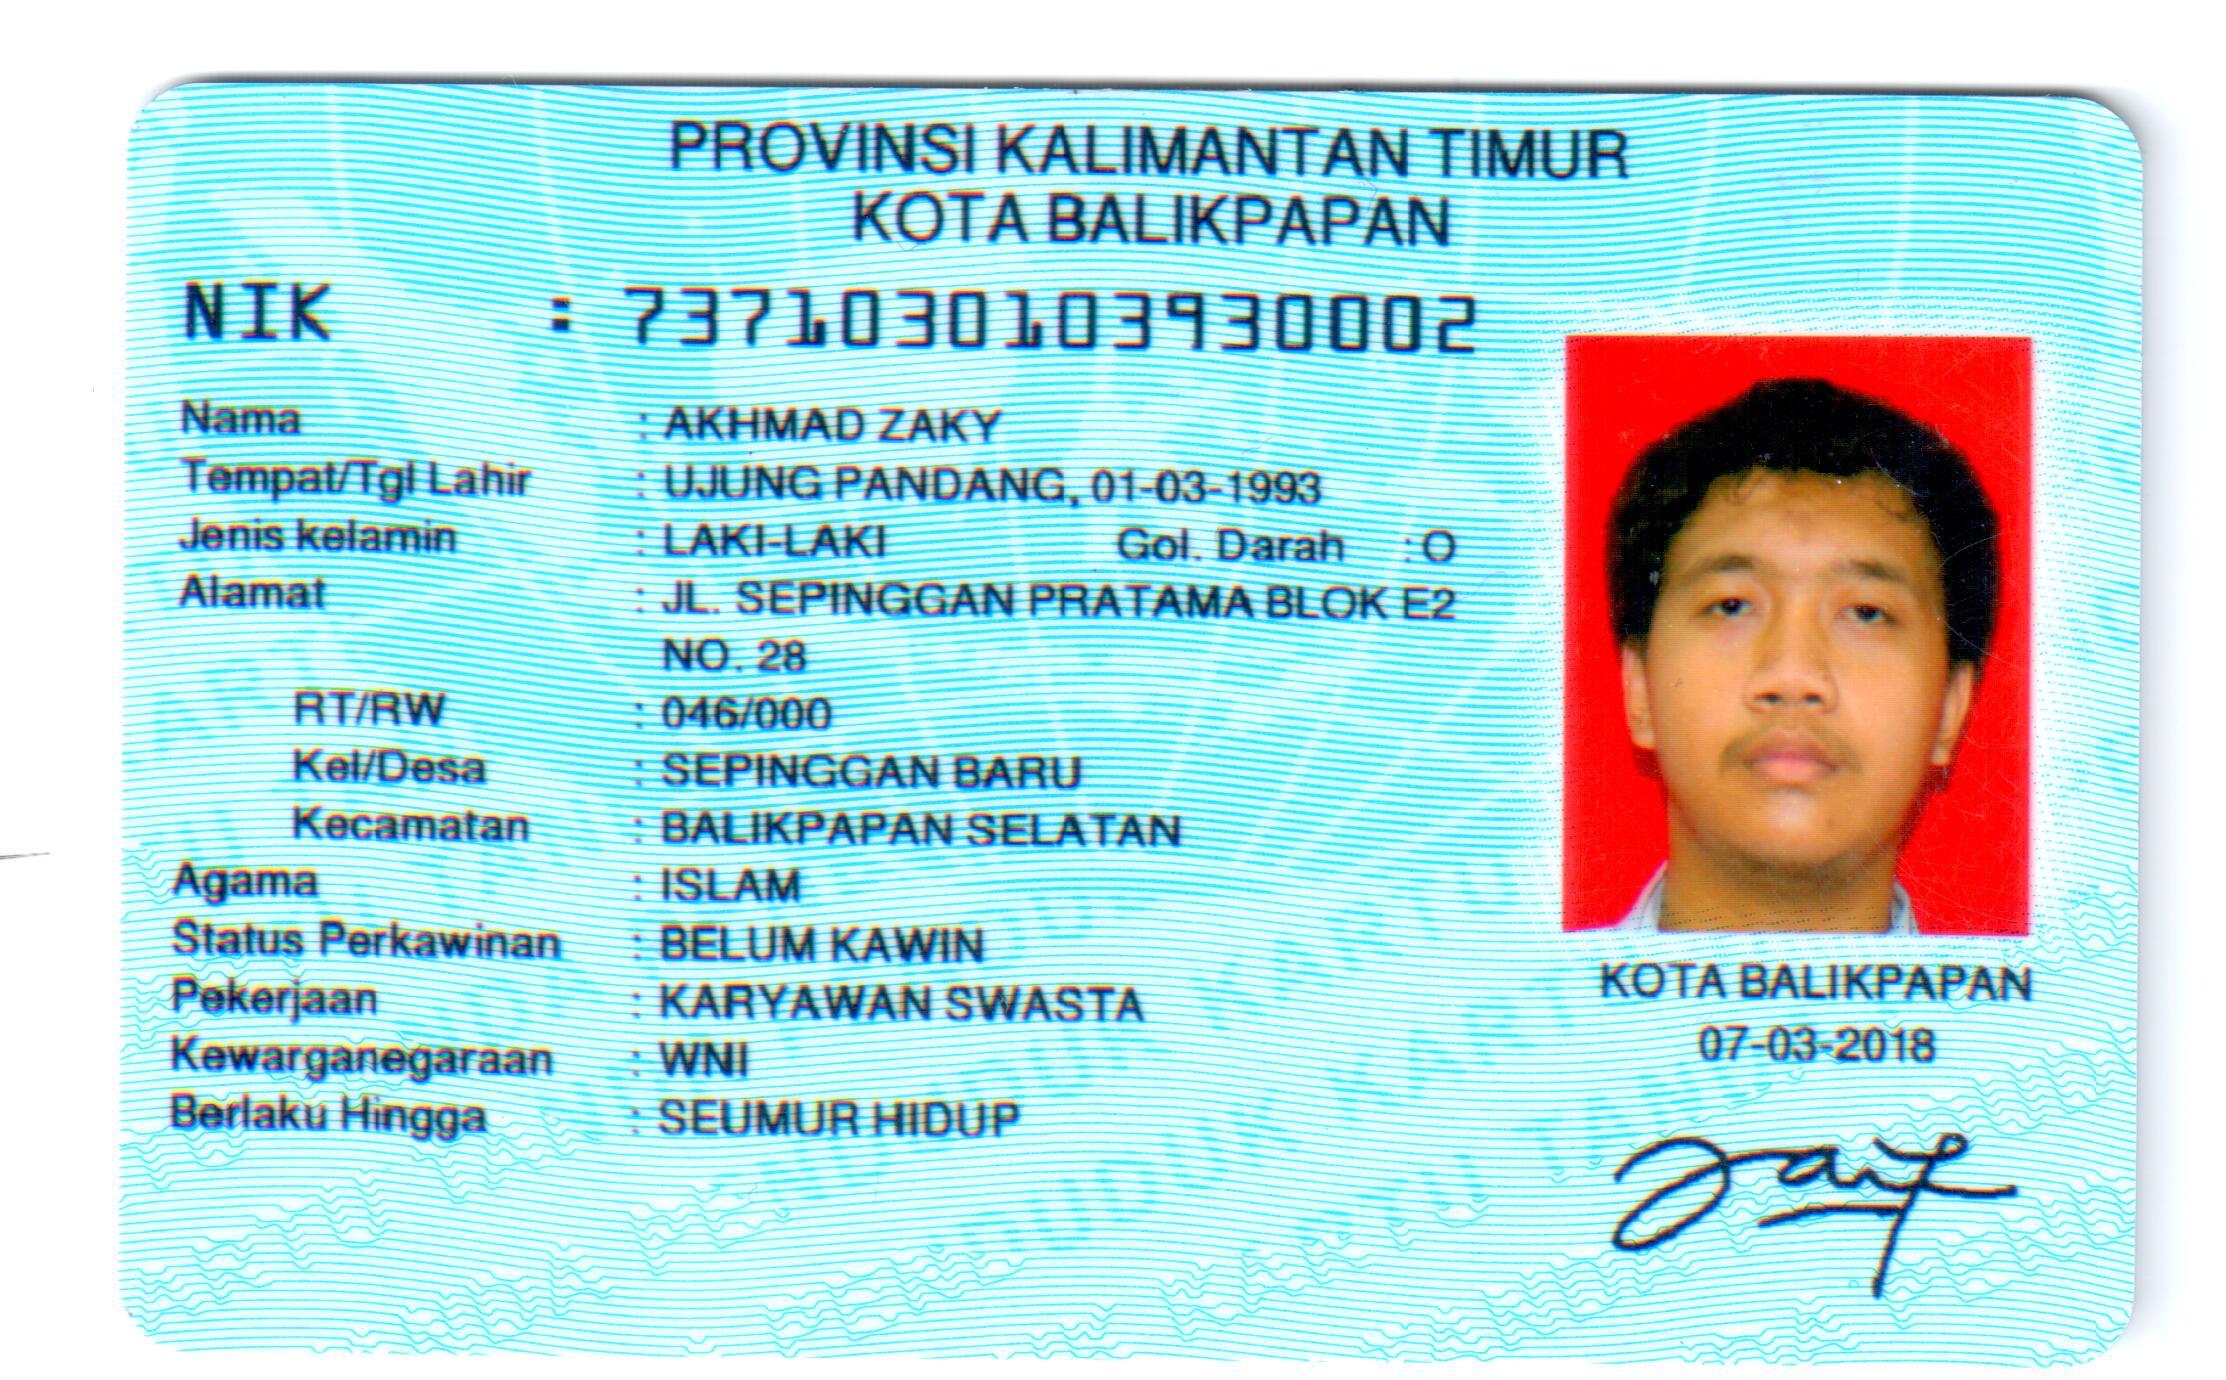 PROVINSI KALIMANTAN TIMUR
KOTA BALIKPAPAN
NIK : 7371030103930002
Nama : AKHMAD ZAKY
Tempat/Tgl Lahir : UJUNG PANDANG, 01-03-1993
Jenis kelamin : LAKI-LAKI Gol. Darah : O
Alamat : JL. SEPINGGAN PRATAMA BLOK E2
NO. 28
RT/RW : 046/000
Kel/Desa : SEPINGGAN BARU
Kecamatan : BALIKPAPAN SELATAN
Agama : ISLAM
Status Perkawinan : BELUM KAWIN
Pekerjaan : KARYAWAN SWASTA
Kewarganegaraan : WNI
Berlaku Hingga : SEUMUR HIDUP
KOTA BALIKPAPAN
07-03-2018